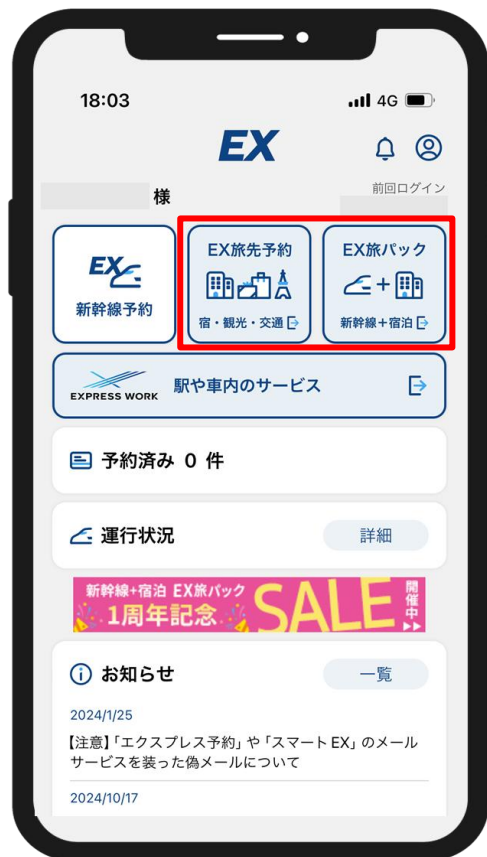 18:03
4G
EX
様
前回ログイン
EX
新幹線予約
EX旅先予約
宿・観光・交通
EX旅パック
新幹線+宿泊
EXPRESS WORK
駅や車内のサービス
予約済み 0 件
運行状況
詳細
新幹線+宿泊 EX旅パック
1周年記念
SALE
開催中
お知らせ
一覧
2024/1/25
【注意】「エクスプレス予約」や「スマートEX」のメール
サービスを装った偽メールについて
2024/10/17